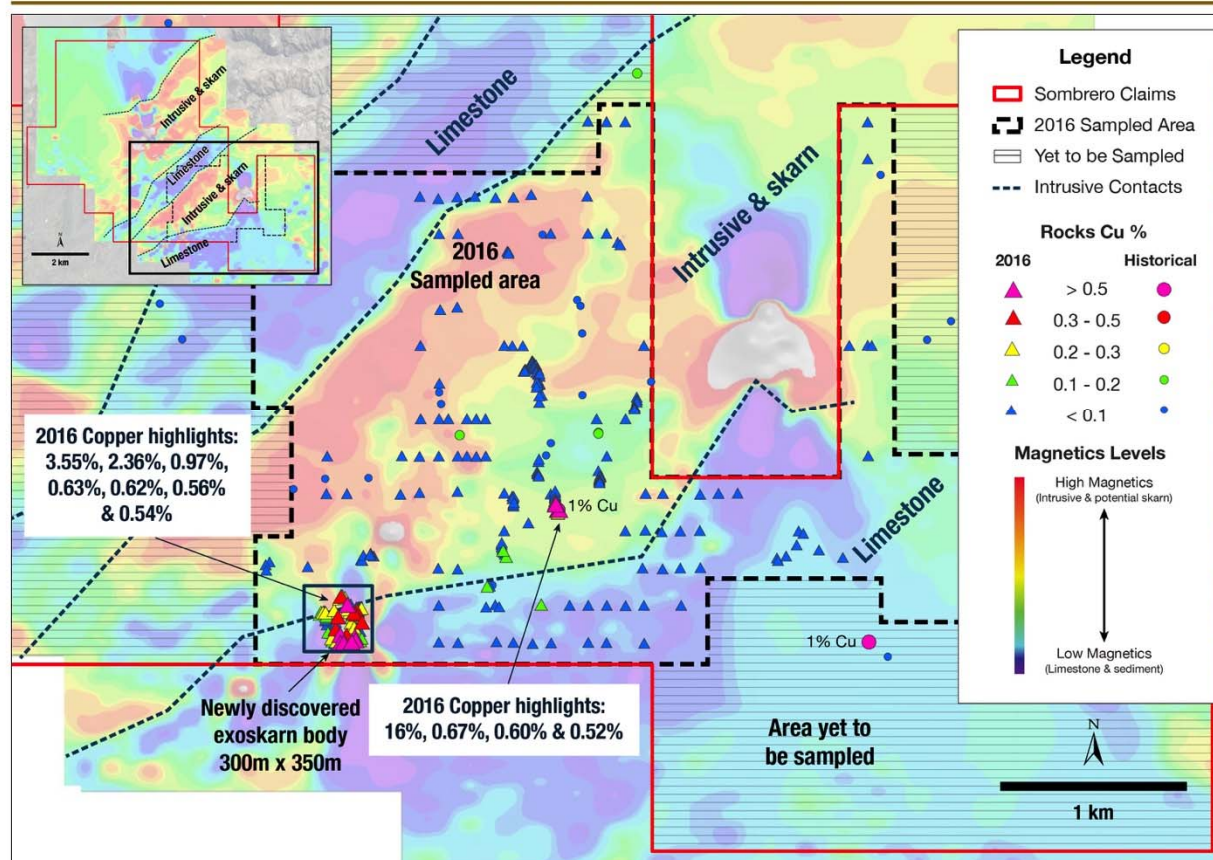 Intrusive & skarn
Limestone
Intrusive & skarn
Limestone
N
2 km
Limestone
Intrusive & skarn
2016
Sampled area
Limestone
2016 Copper highlights:
3.55%, 2.36%, 0.97%,
0.63%, 0.62%, 0.56%
& 0.54%
1% Cu
1% Cu
Newly discovered
exoskarn body
300m x 350m
2016 Copper highlights:
16%, 0.67%, 0.60% & 0.52%
Area yet to
be sampled
Legend
Sombrero Claims
2016 Sampled Area
Yet to be Sampled
Intrusive Contacts
Rocks Cu %
2016 Historical
> 0.5
0.3 - 0.5
0.2 - 0.3
0.1 - 0.2
< 0.1
Magnetics Levels
High Magnetics
(Intrusive & potential skarn)
Low Magnetics
(Limestone & sediment)
N
1 km